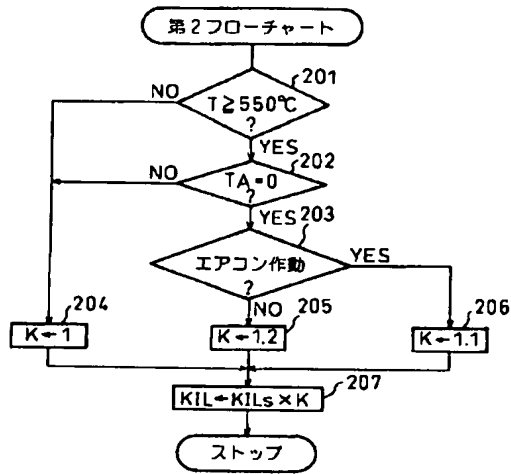 第2フローチャート
201
T≧550℃
?
NO
YES
202
TA=0
?
NO
YES
203
エアコン作動
?
YES
NO
204
K←1
205
K←1.2
206
K←1.1
207
KIL←KILs×K
ストップ